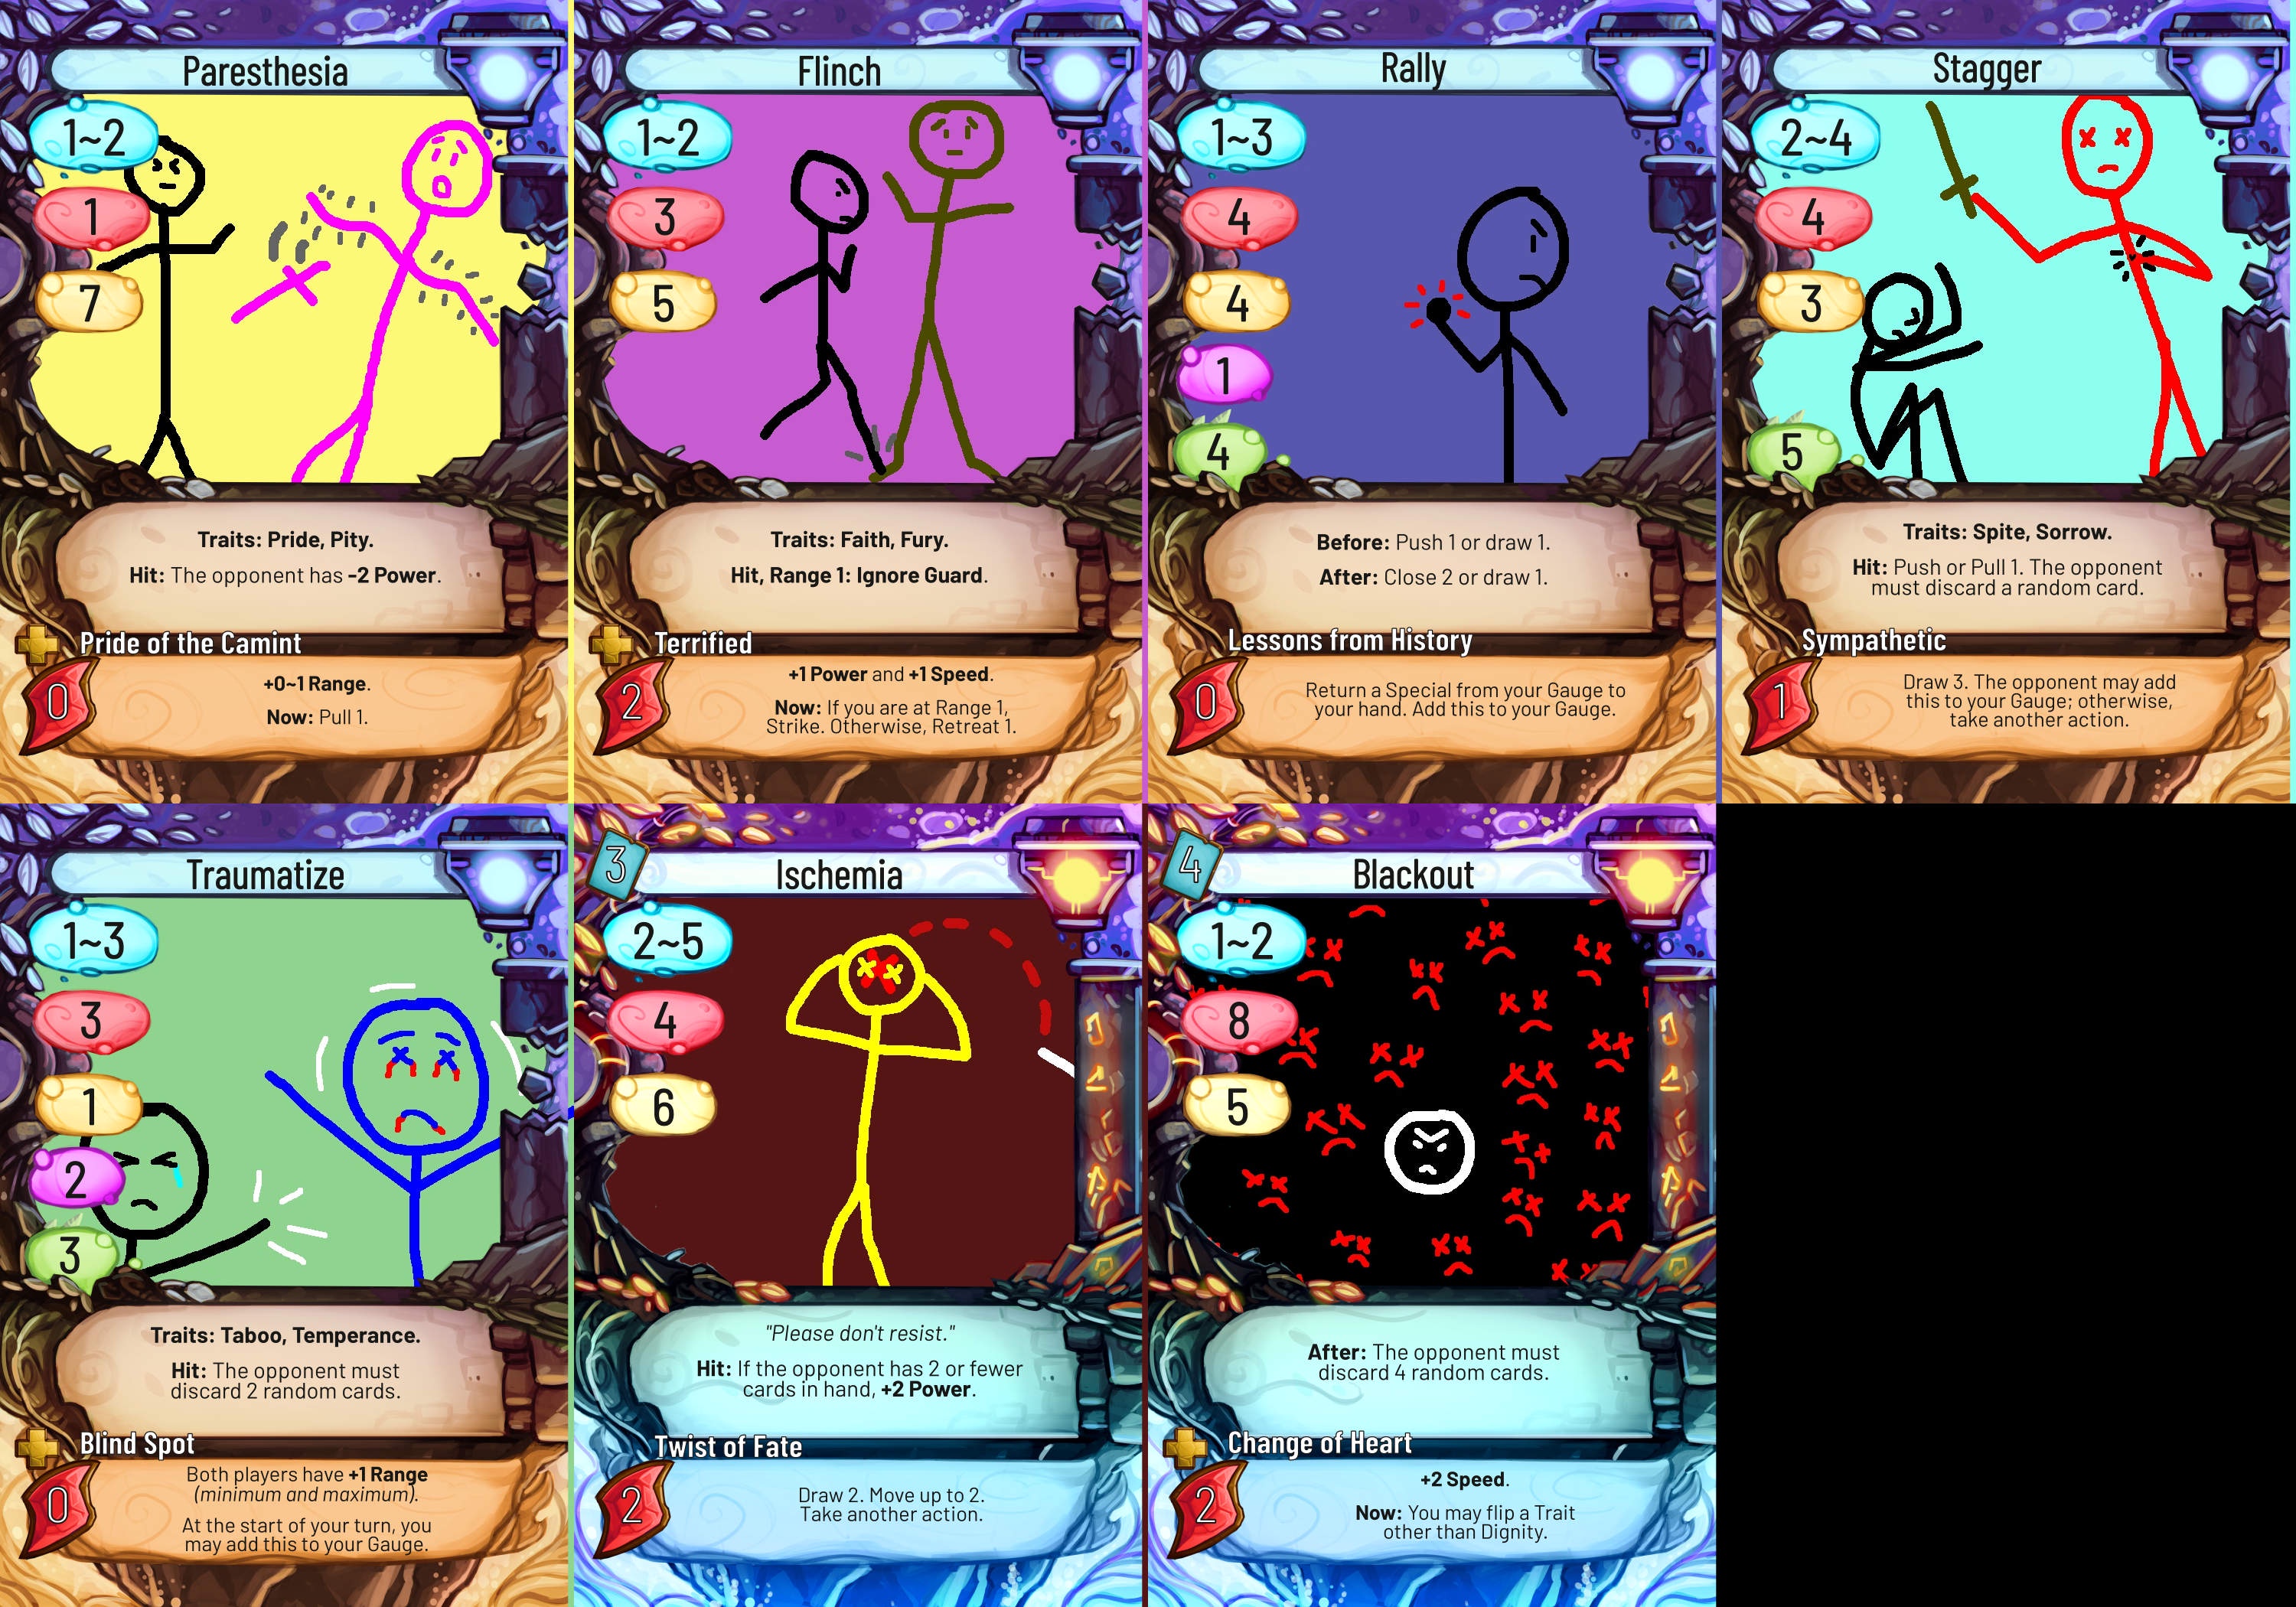 Paresthesia
1~2
1
7
Traits: Pride, Pity.
Hit: The opponent has -2 Power.
Pride of the Camint
0
+0~1 Range.
Now: Pull 1.
Flinch
1~2
3
5
Traits: Faith, Fury.
Hit, Range 1: Ignore Guard.
Terrified
2
+1 Power and +1 Speed.
Now: If you are at Range 1,
Strike. Otherwise, Retreat 1.
Rally
1~3
4
4
1
4
Before: Push 1 or draw 1.
After: Close 2 or draw 1.
Lessons from History
0
Return a Special from your Gauge to
your hand. Add this to your Gauge.
Stagger
2~4
4
3
5
Traits: Spite, Sorrow.
Hit: Push or Pull 1. The opponent
must discard a random card.
Sympathetic
1
Draw 3. The opponent may add
this to your Gauge; otherwise,
take another action.
Traumatize
1~3
3
1
2
3
Traits: Taboo, Temperance.
Hit: The opponent must
discard 2 random cards.
Blind Spot
0
Both players have +1 Range
(minimum and maximum).
At the start of your turn, you
may add this to your Gauge.
3
Ischemia
2~5
4
6
"Please don't resist."
Hit: If the opponent has 2 or fewer
cards in hand, +2 Power.
Twist of Fate
2
Draw 2. Move up to 2.
Take another action.
4
Blackout
1~2
8
5
After: The opponent must
discard 4 random cards.
Change of Heart
2
+2 Speed.
Now: You may flip a Trait
other than Dignity.